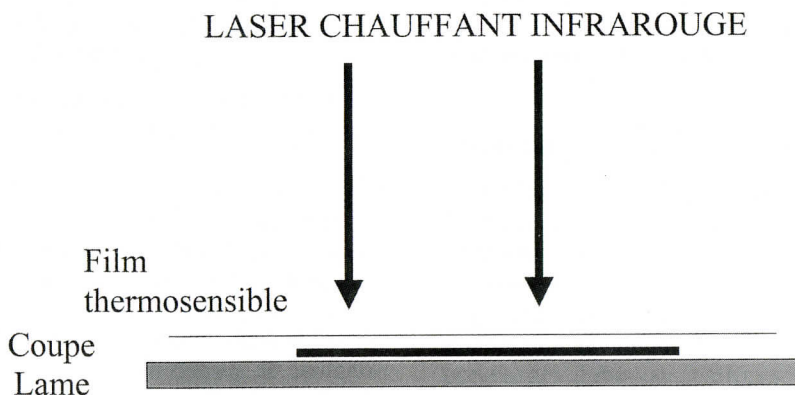 LASER CHAUFFANT INFRAROUGE
Film
thermosensible
Coupe
Lame